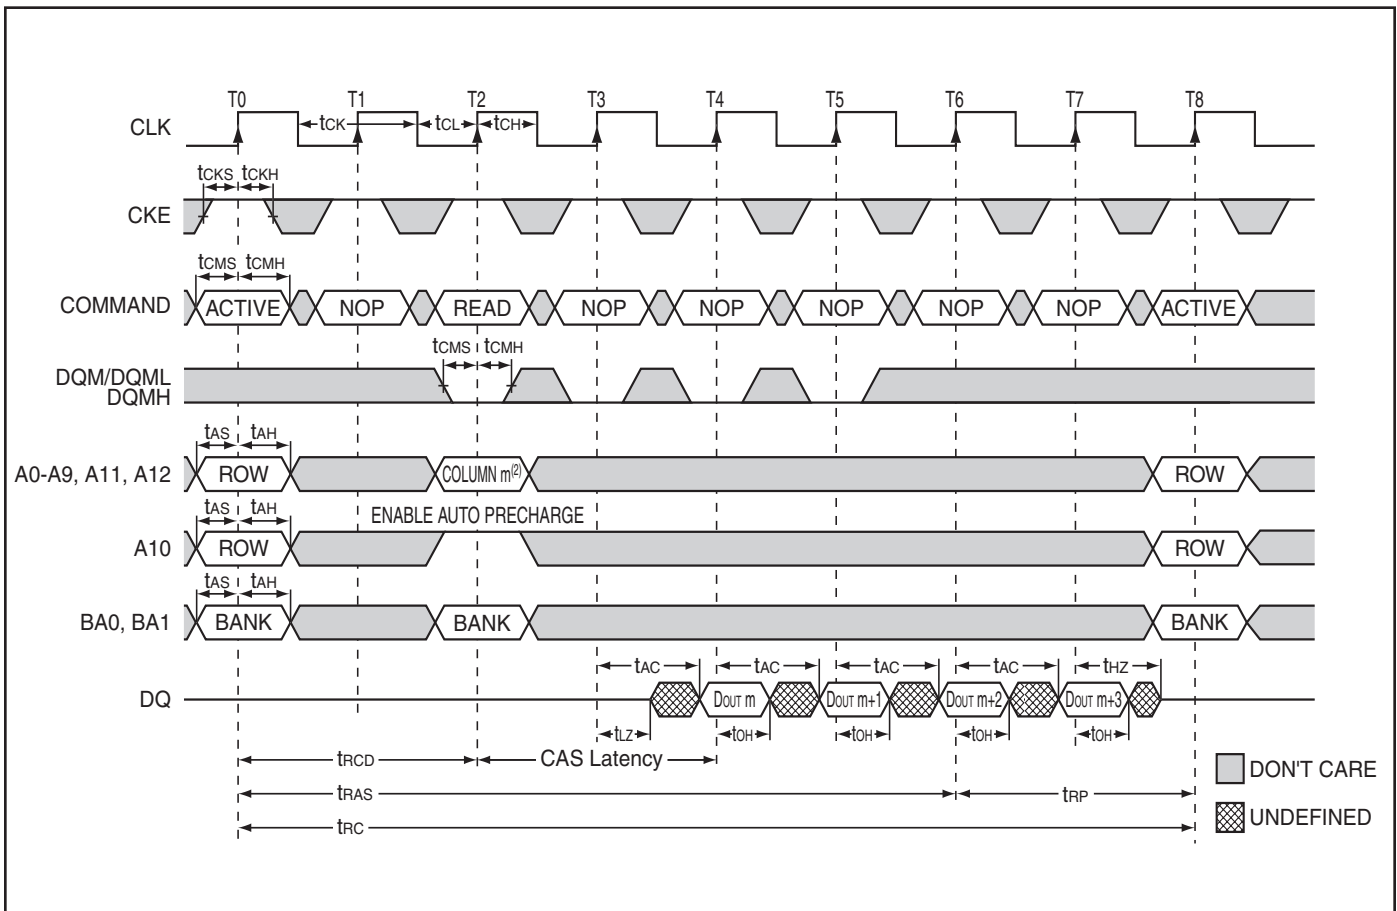 T0 T1 T2 T3 T4 T5 T6 T7 T8
CLK tCK tCL tCH
tCKS tCKH
CKE
tCMS tCMH
COMMAND ACTIVE NOP READ NOP NOP NOP NOP NOP ACTIVE
tCMS tCMH
DQM/DQML
DQMH
tAS tAH
A0-A9, A11, A12 ROW COLUMN m(2) ROW
tAS tAH ENABLE AUTO PRECHARGE
A10 ROW ROW
tAS tAH
BA0, BA1 BANK BANK BANK
tAC tAC tAC tAC tHZ
DQ DOUT m DOUT m+1 DOUT m+2 DOUT m+3
tLZ tOH tOH tOH tOH
tRCD CAS Latency
DON'T CARE
tRAS tRP
UNDEFINED
tRC